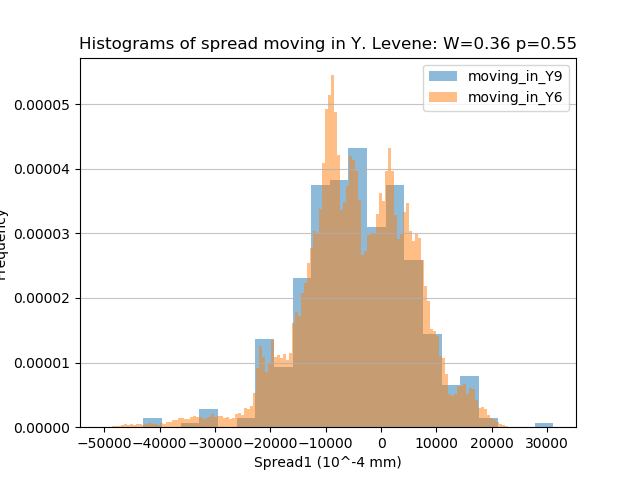 Histograms of spread moving in Y. Levene: W=0.36 p=0.55
moving_in_Y9
moving_in_Y6
0.00005
0.00004
0.00003
0.00002
0.00001
0.00000
Frequency
−50000 −40000 −30000 −20000 −10000 0 10000 20000 30000
Spread1 (10^-4 mm)